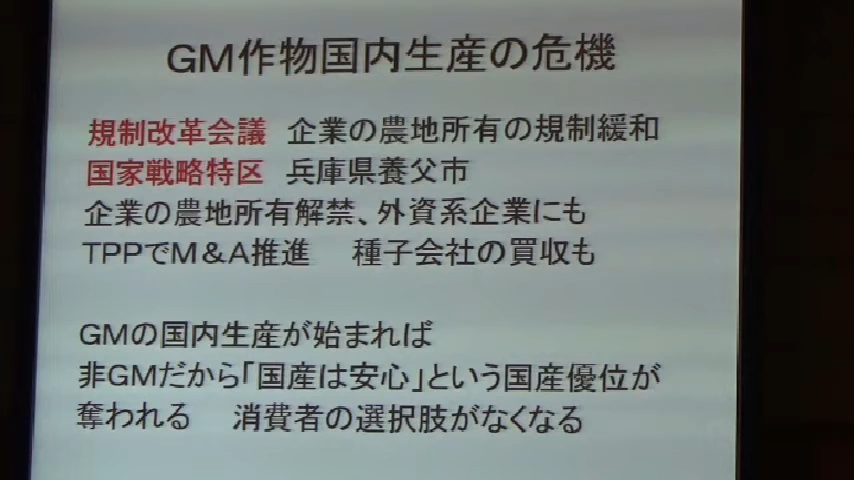 GM作物国内生産の危機
規制改革会議 企業の農地所有の規制緩和
国家戦略特区 兵庫県養父市
企業の農地所有解禁、外資系企業にも
TPPでM＆A推進 種子会社の買収も
GMの国内生産が始まれば
非GMだから「国産は安心」という国産優位が
奪われる 消費者の選択肢がなくなる